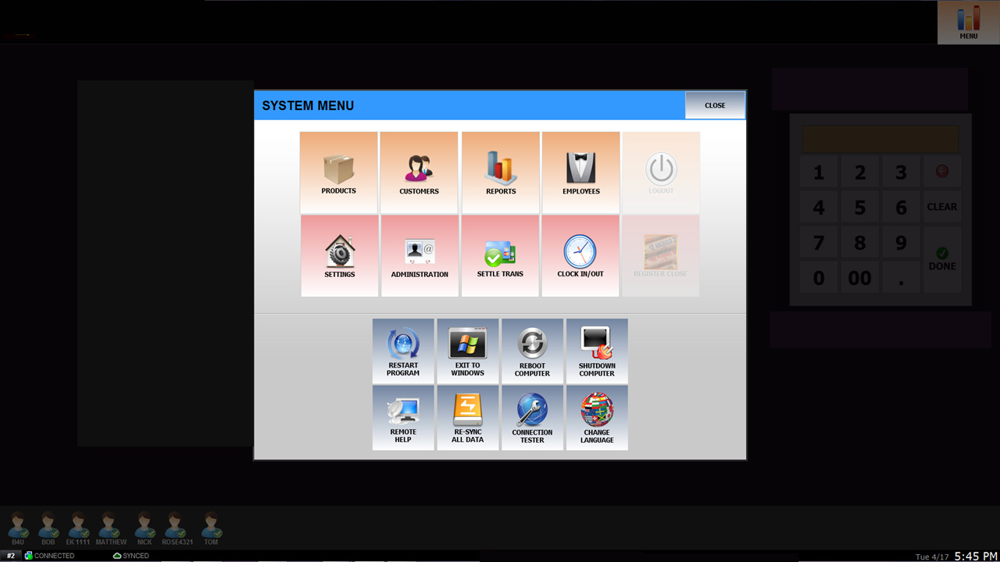 MENU
SYSTEM MENU
CLOSE
PRODUCTS
CUSTOMERS
REPORTS
EMPLOYEES
LOGOUT
SETTINGS
ADMINISTRATION
@
SETTLE TRANS
CLOCK IN/OUT
REGISTER CLOSE
RESTART
PROGRAM
EXIT TO
WINDOWS
REBOOT
COMPUTER
SHUTDOWN
COMPUTER
REMOTE
HELP
RE-SYNC
ALL DATA
CONNECTION
TESTER
CHANGE
LANGUAGE
1 2 3
4 5 6 CLEAR
7 8 9
DONE
0 00 .
B4U BOB EK 1111 MATTHEW NICK ROSE4321 TOM
#2 CONNECTED SYNCED Tue 4/17 5:45 PM